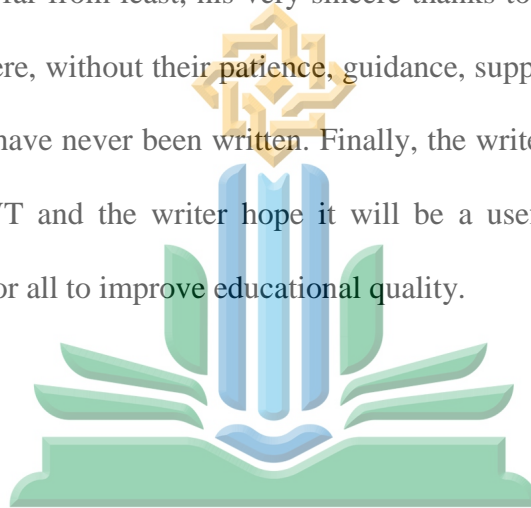 far from least, his very sincere thanks to
ere, without their patience, guidance, supp
have never been written. Finally, the write
T and the writer hope it will be a use
or all to improve educational quality.